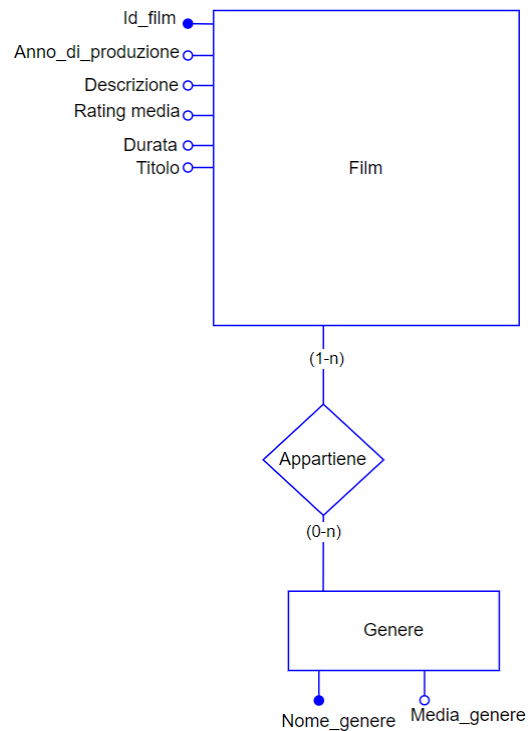 Id_film
Anno_di_produzione
Descrizione
Rating media
Durata
Titolo
Film
(1-n)
Appartiene
(0-n)
Genere
Nome_genere
Media_genere